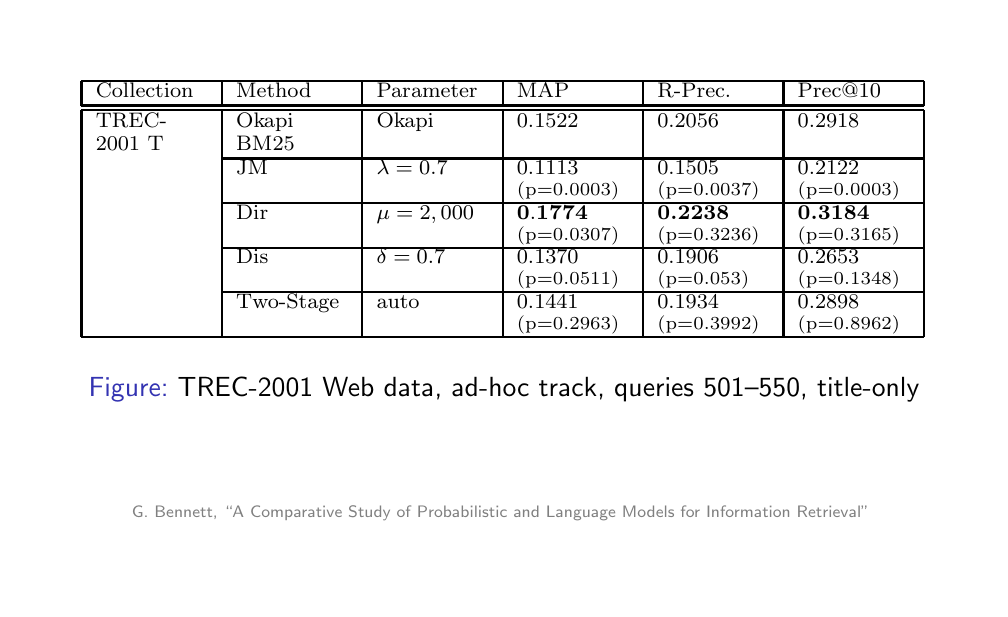 Collection Method Parameter MAP R-Prec. Prec@10
TREC- Okapi Okapi 0.1522 0.2056 0.2918
2001 T BM25
JM λ = 0.7 0.1113 0.1505 0.2122
(p=0.0003) (p=0.0037) (p=0.0003)
Dir μ = 2,000 0.1774 0.2238 0.3184
(p=0.0307) (p=0.3236) (p=0.3165)
Dis δ = 0.7 0.1370 0.1906 0.2653
(p=0.0511) (p=0.053) (p=0.1348)
Two-Stage auto 0.1441 0.1934 0.2898
(p=0.2963) (p=0.3992) (p=0.8962)
Figure: TREC-2001 Web data, ad-hoc track, queries 501–550, title-only
G. Bennett, “A Comparative Study of Probabilistic and Language Models for Information Retrieval”